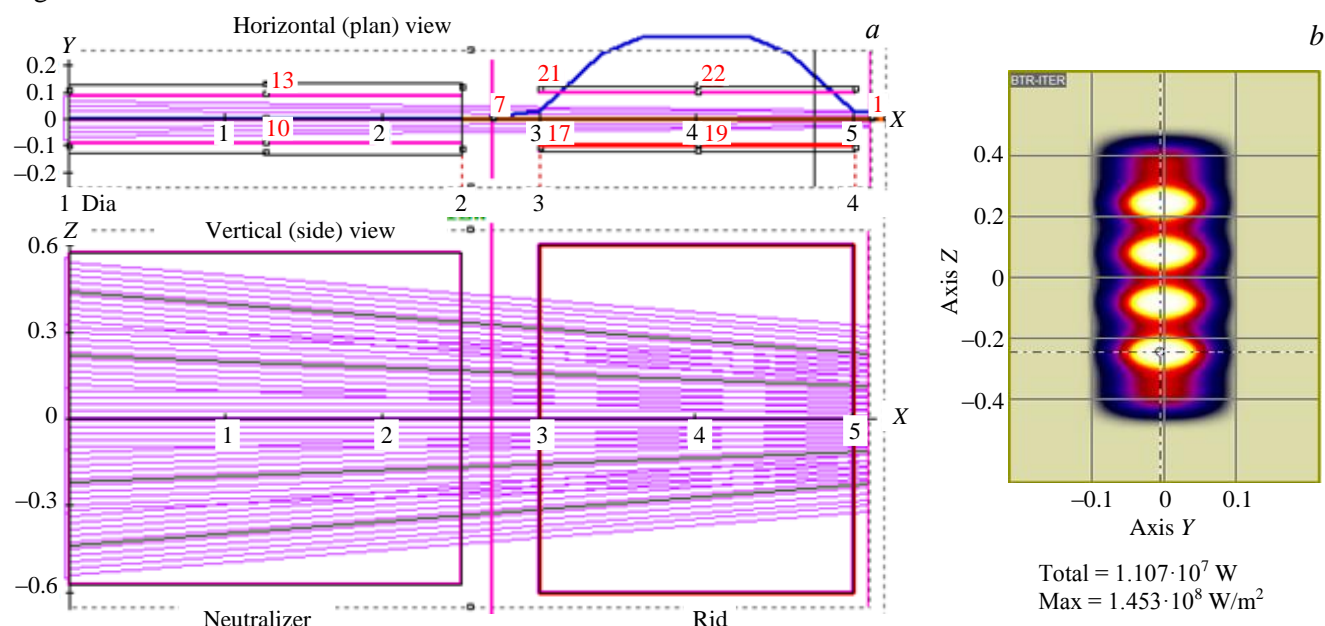 Horizontal (plan) view
a
b
Y
0.2
0.1
0
−0.1
−0.2
13
10
1
2
7
21
22
3
17
4
19
5
1
X
1 Dia
2
3
4
Z
Vertical (side) view
0.6
0.3
0
−0.3
−0.6
1
2
3
4
5
X
Neutralizer
Rid
BTR-ITER
Axis Z
0.4
0.2
0
−0.2
−0.4
−0.1
0
0.1
Axis Y
Total = 1.107·10⁷ W
Max = 1.453·10⁸ W/m²